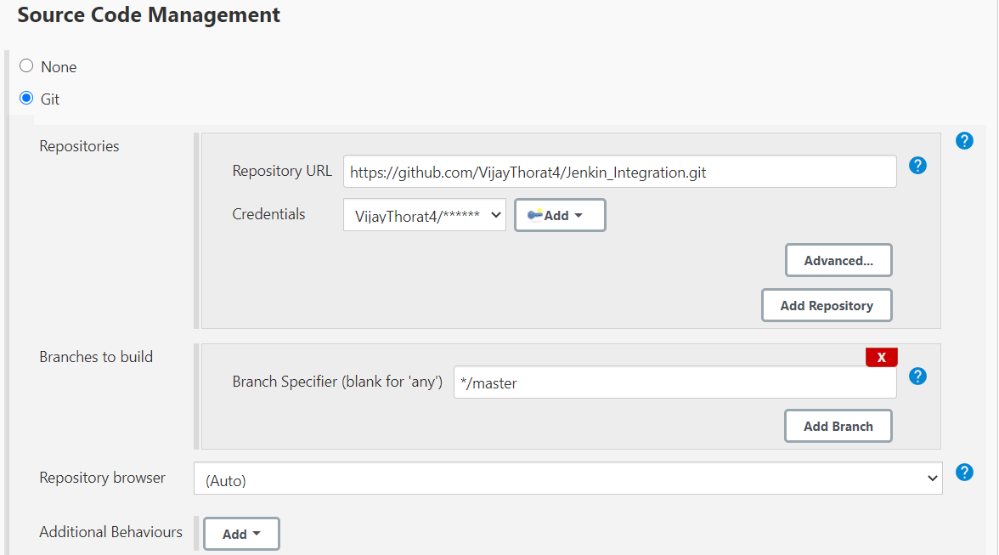 Source Code Management
None
Git
Repositories
?
Repository URL https://github.com/VijayThorat4/Jenkin_Integration.git ?
Credentials VijayThorat4/****** Add
Advanced...
Add Repository
Branches to build
X
Branch Specifier (blank for 'any') */master ?
Add Branch
Repository browser (Auto) ?
Additional Behaviours Add